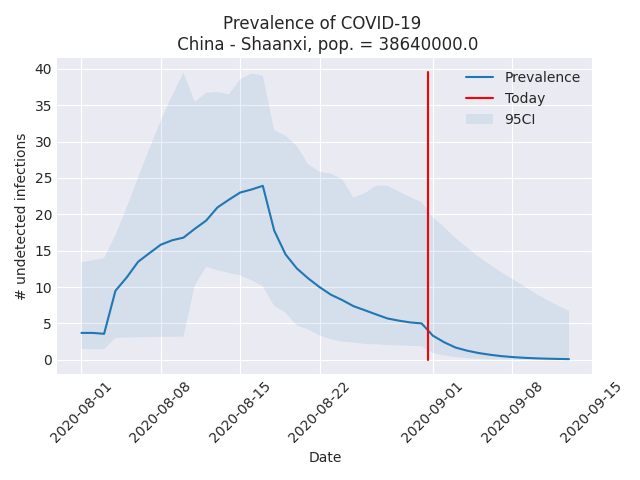 Prevalence of COVID-19
China - Shaanxi, pop. = 38640000.0
40
35
30
25
20
15
10
5
0
# undetected infections
Prevalence
Today
95CI
2020-08-01
2020-08-08
2020-08-15
2020-08-22
2020-09-01
2020-09-08
2020-09-15
Date